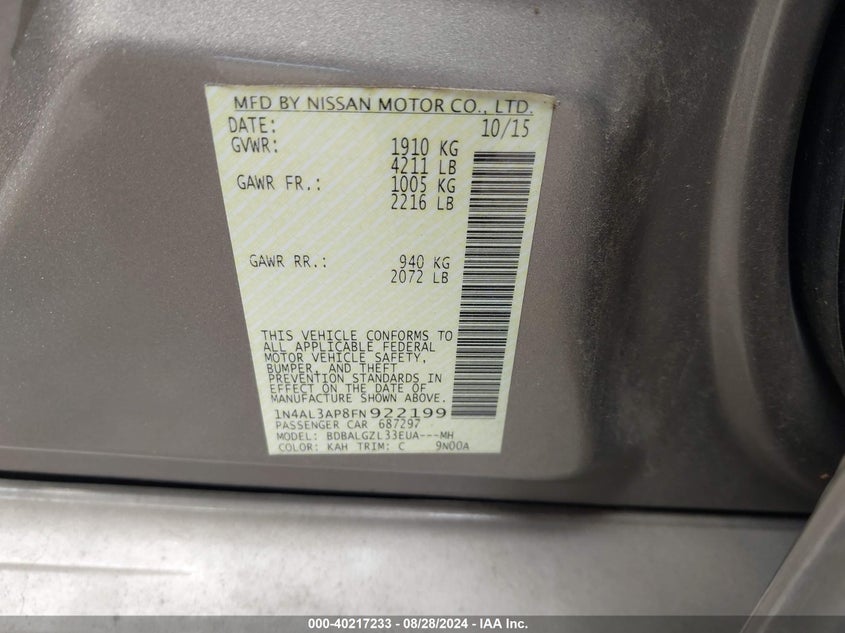 MFD BY NISSAN MOTOR CO., LTD.
DATE: 10/15
GVWR: 1910 KG
4211 LB
GAWR FR.: 1005 KG
2216 LB
GAWR RR.: 940 KG
2072 LB
THIS VEHICLE CONFORMS TO
ALL APPLICABLE FEDERAL
MOTOR VEHICLE SAFETY,
BUMPER, AND THEFT
PREVENTION STANDARDS IN
EFFECT ON THE DATE OF
MANUFACTURE SHOWN ABOVE.
1N4AL3AP8FN922199
PASSENGER CAR 687297
MODEL: BDBALGZL33EUA---MH
COLOR: KAH TRIM: C 9N00A
000-40217233 - 08/28/2024 - IAA Inc.